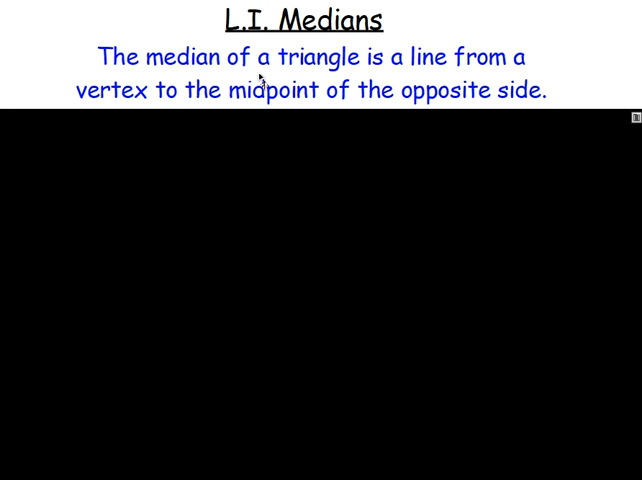 L.I. Medians
The median of a triangle is a line from a
vertex to the midpoint of the opposite side.